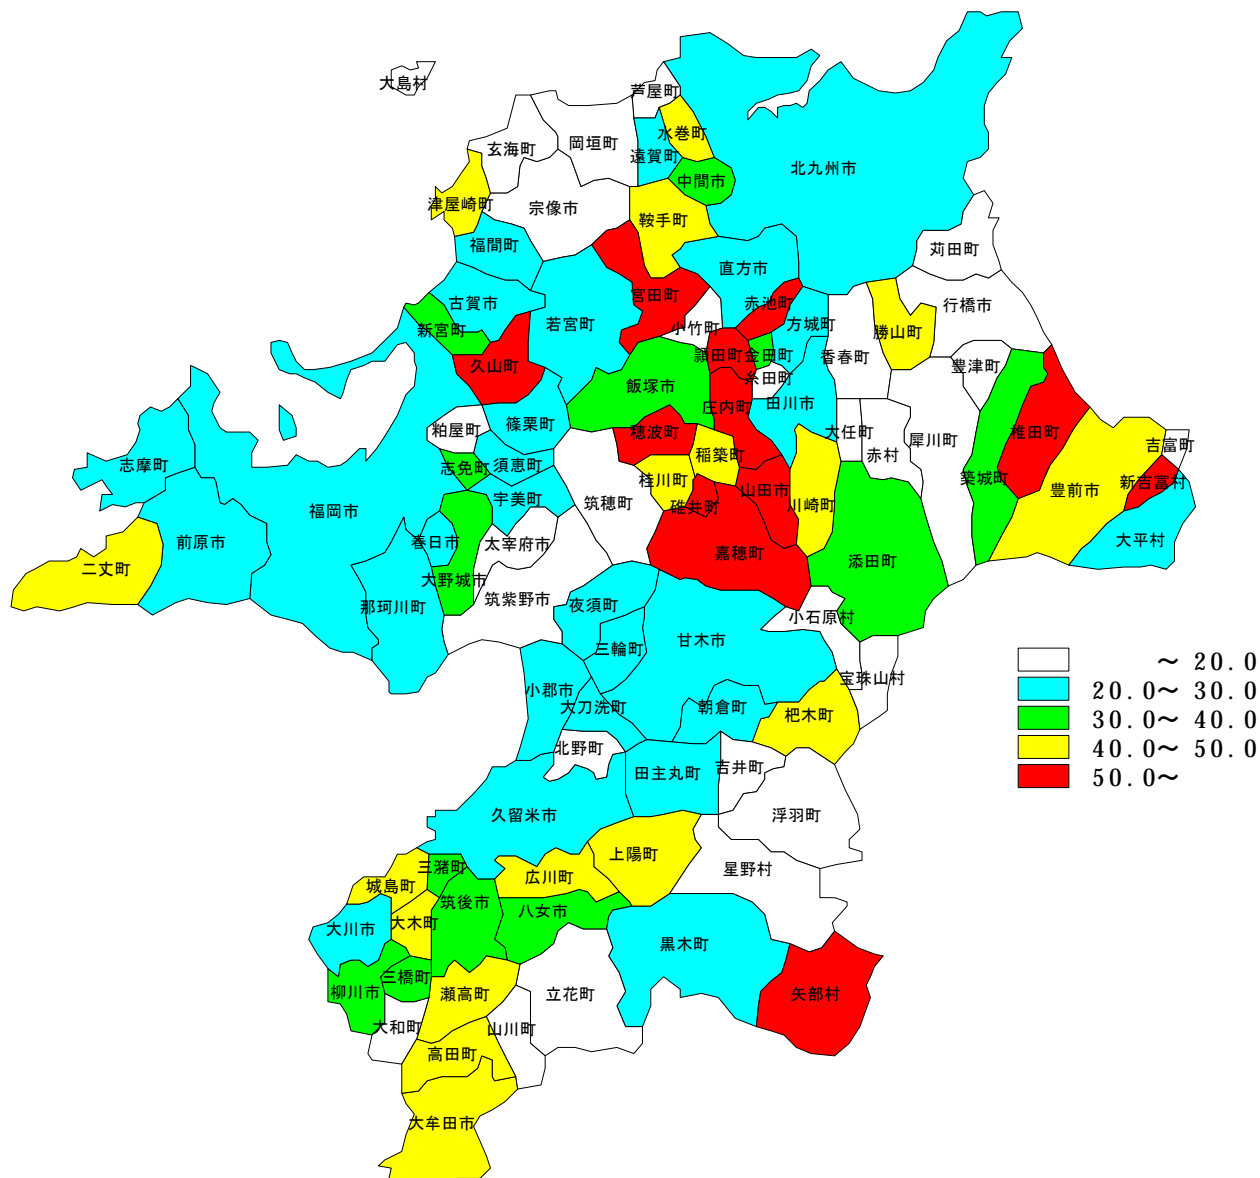 大島村
芦屋町
水巻町
岡垣町
玄海町
遠賀町
北九州市
中間市
津屋崎町
宗像市
鞍手町
福間町
苅田町
直方市
宮田町
古賀市
赤池町
行橋市
新宮町
若宮町
小竹町
方城町
勝山町
頴田町
金田町
香春町
久山町
豊津町
糸田町
飯塚市
庄内町
田川市
篠栗町
粕屋町
穂波町
大任町
椎田町
犀川町
吉富町
稲築町
赤村
志摩町
志免町
須恵町
桂川町
築城町
新吉富村
豊前市
山田市
宇美町
筑穂町
碓井町
川崎町
福岡市
大平村
前原市
春日市
太宰府市
嘉穂町
添田町
二丈町
大野城市
筑紫野市
那珂川町
夜須町
小石原村
甘木市
三輪町
宝珠山村
小郡市
大刀洗町
朝倉町
杷木町
北野町
吉井町
田主丸町
久留米市
浮羽町
上陽町
三潴町
星野村
広川町
城島町
筑後市
八女市
大木町
大川市
黒木町
三橋町
柳川市
瀬高町
立花町
矢部村
大和町
山川町
高田町
大牟田市
～ 20.0
20.0～ 30.0
30.0～ 40.0
40.0～ 50.0
50.0～